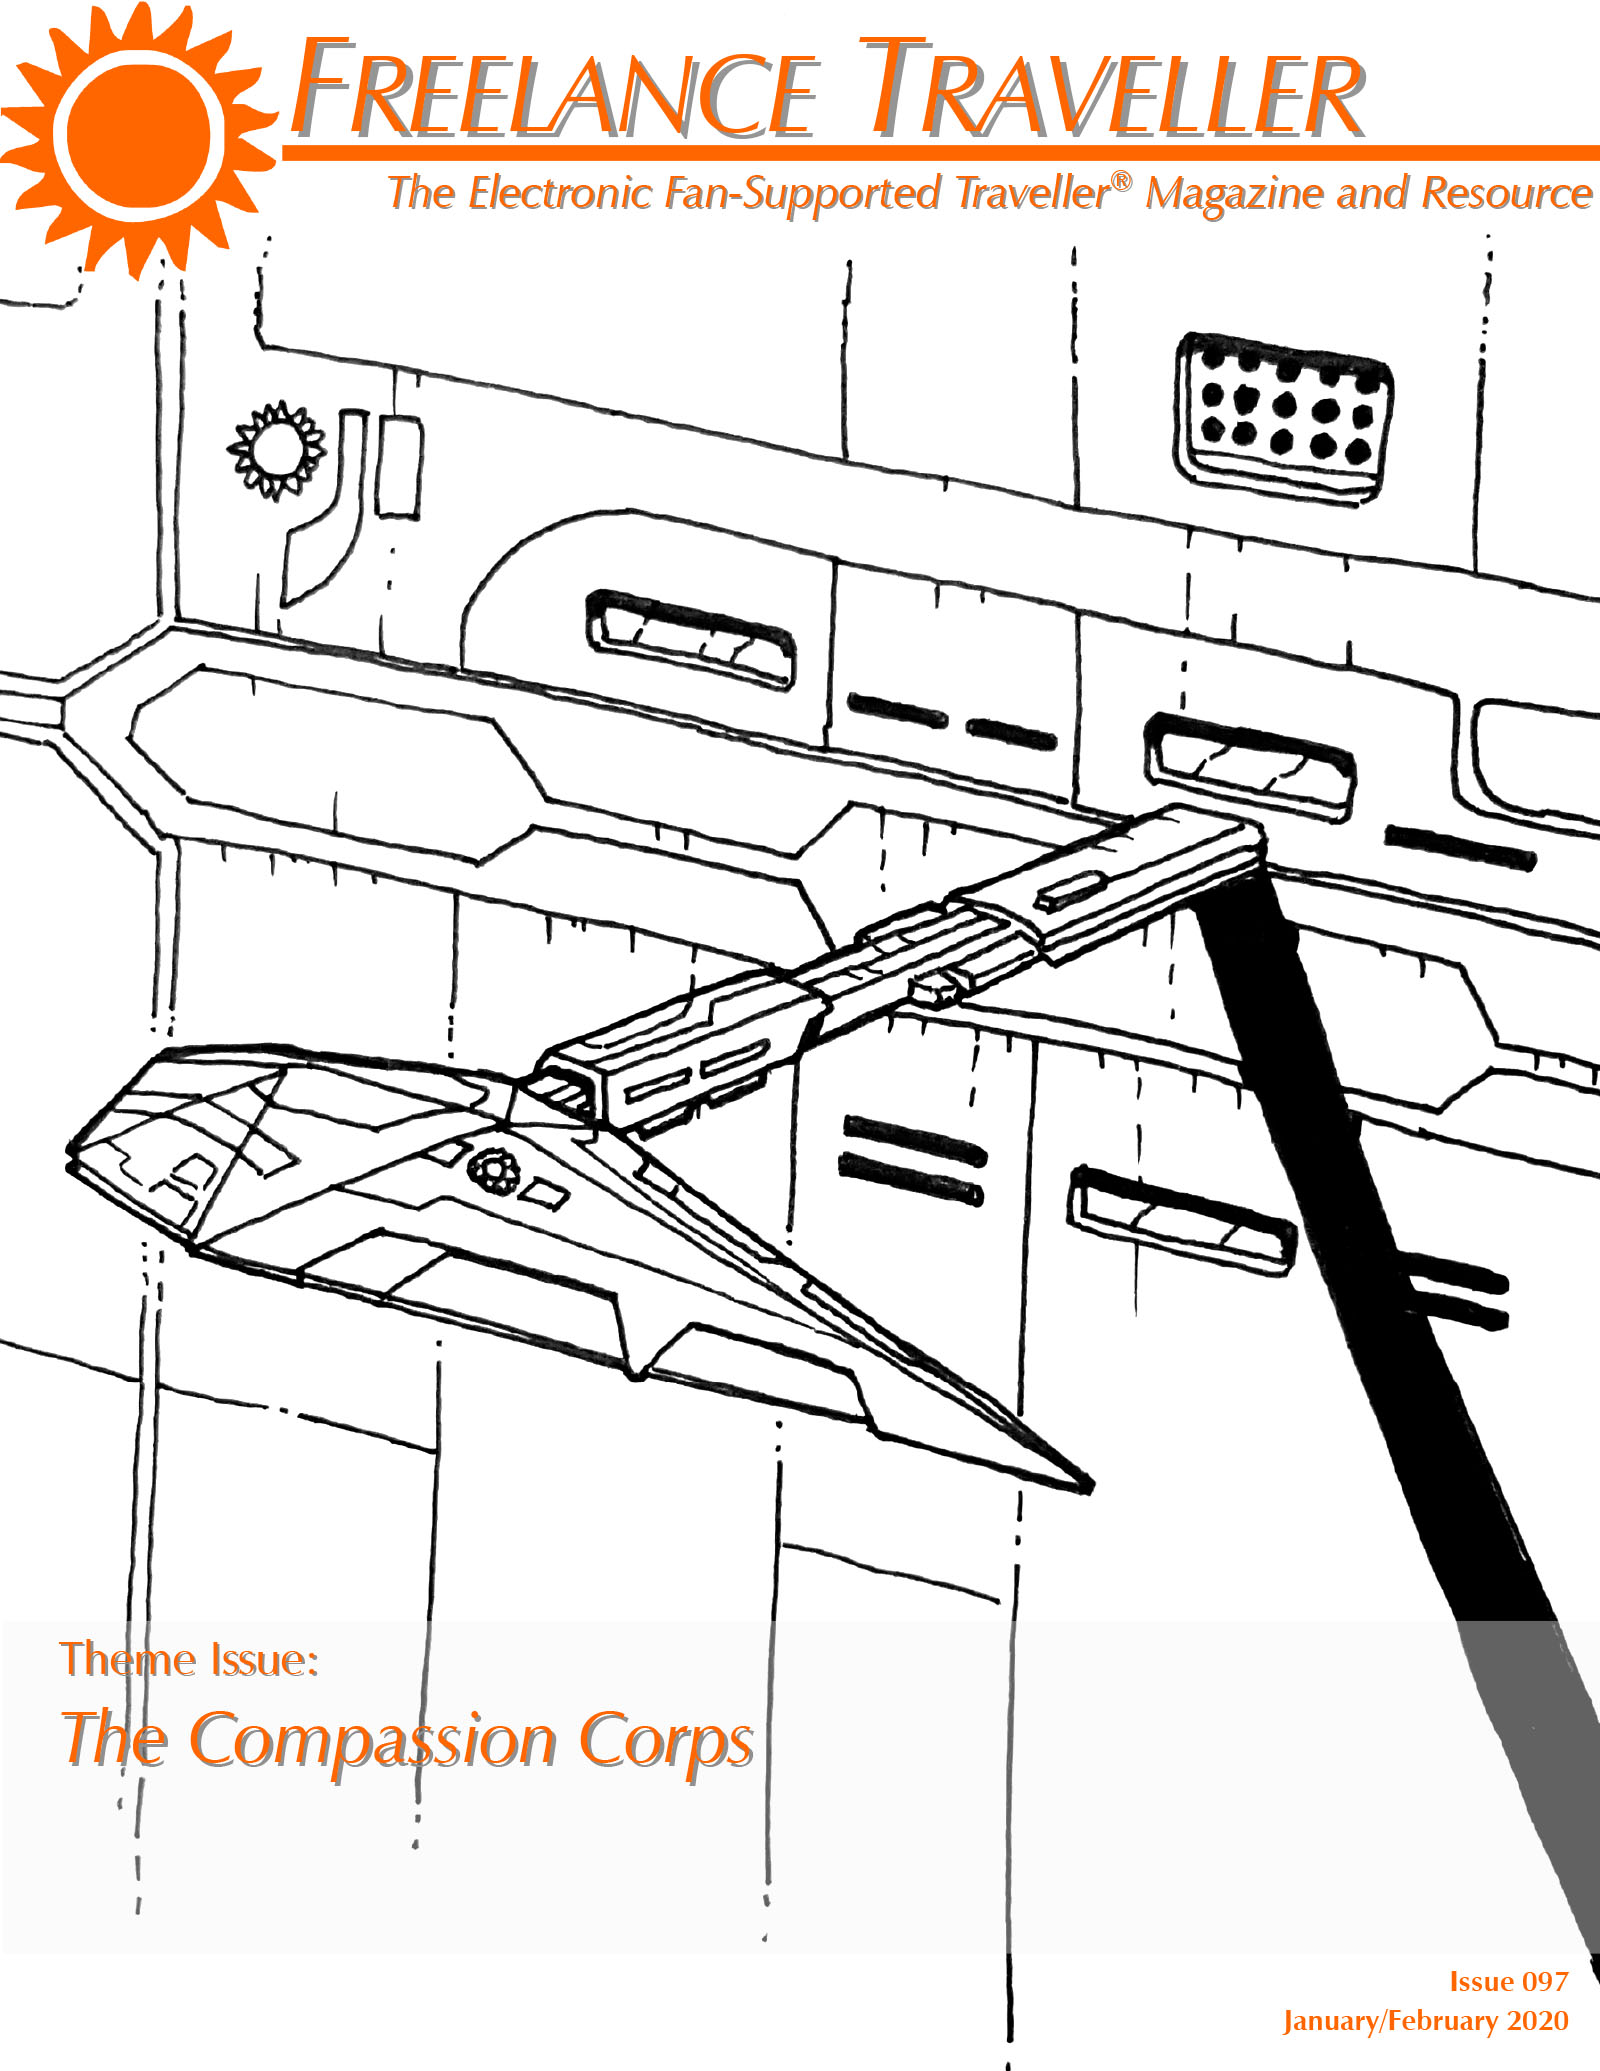 FREELANCE TRAVELLER
The Electronic Fan-Supported Traveller® Magazine and Resource
Theme Issue:
The Compassion Corps
Issue 097
January/February 2020